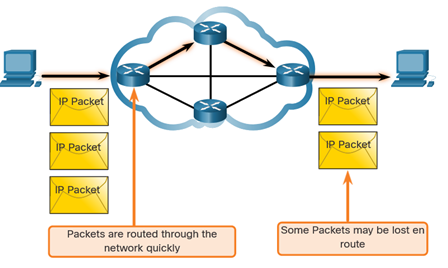 IP Packet
IP Packet
IP Packet
IP Packet
IP Packet
Packets are routed through the
network quickly
Some Packets may be lost en
route